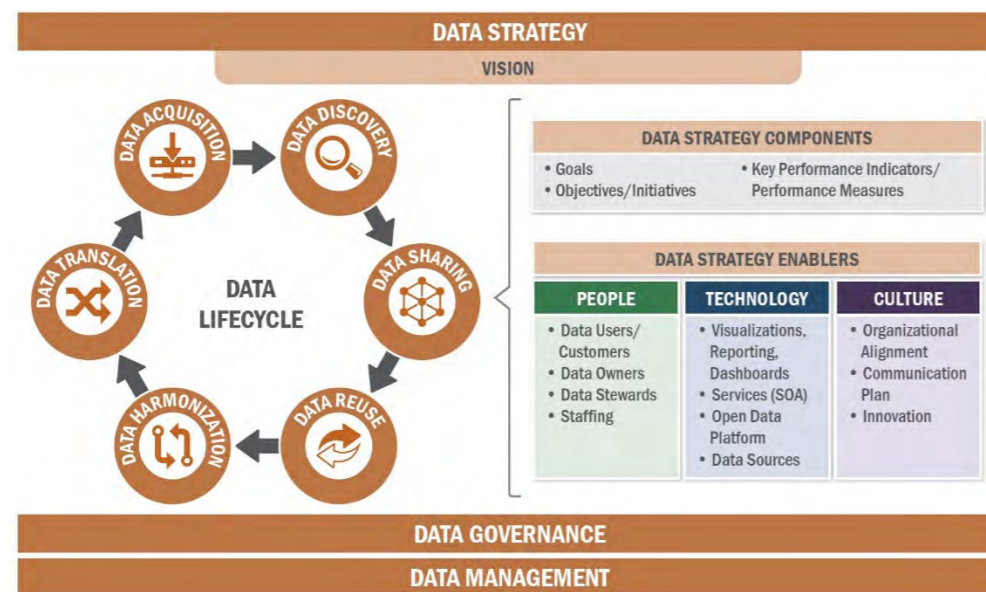 DATA STRATEGY
VISION
DATA ACQUISITION
DATA DISCOVERY
DATA SHARING
DATA REUSE
DATA HARMONIZATION
DATA TRANSLATION
DATA
LIFECYCLE
DATA STRATEGY COMPONENTS
• Goals
• Objectives/Initiatives
• Key Performance Indicators/
Performance Measures
DATA STRATEGY ENABLERS
PEOPLE
• Data Users/
Customers
• Data Owners
• Data Stewards
• Staffing
TECHNOLOGY
• Visualizations,
Reporting,
Dashboards
• Services (SOA)
• Open Data
Platform
• Data Sources
CULTURE
• Organizational
Alignment
• Communication
Plan
• Innovation
DATA GOVERNANCE
DATA MANAGEMENT